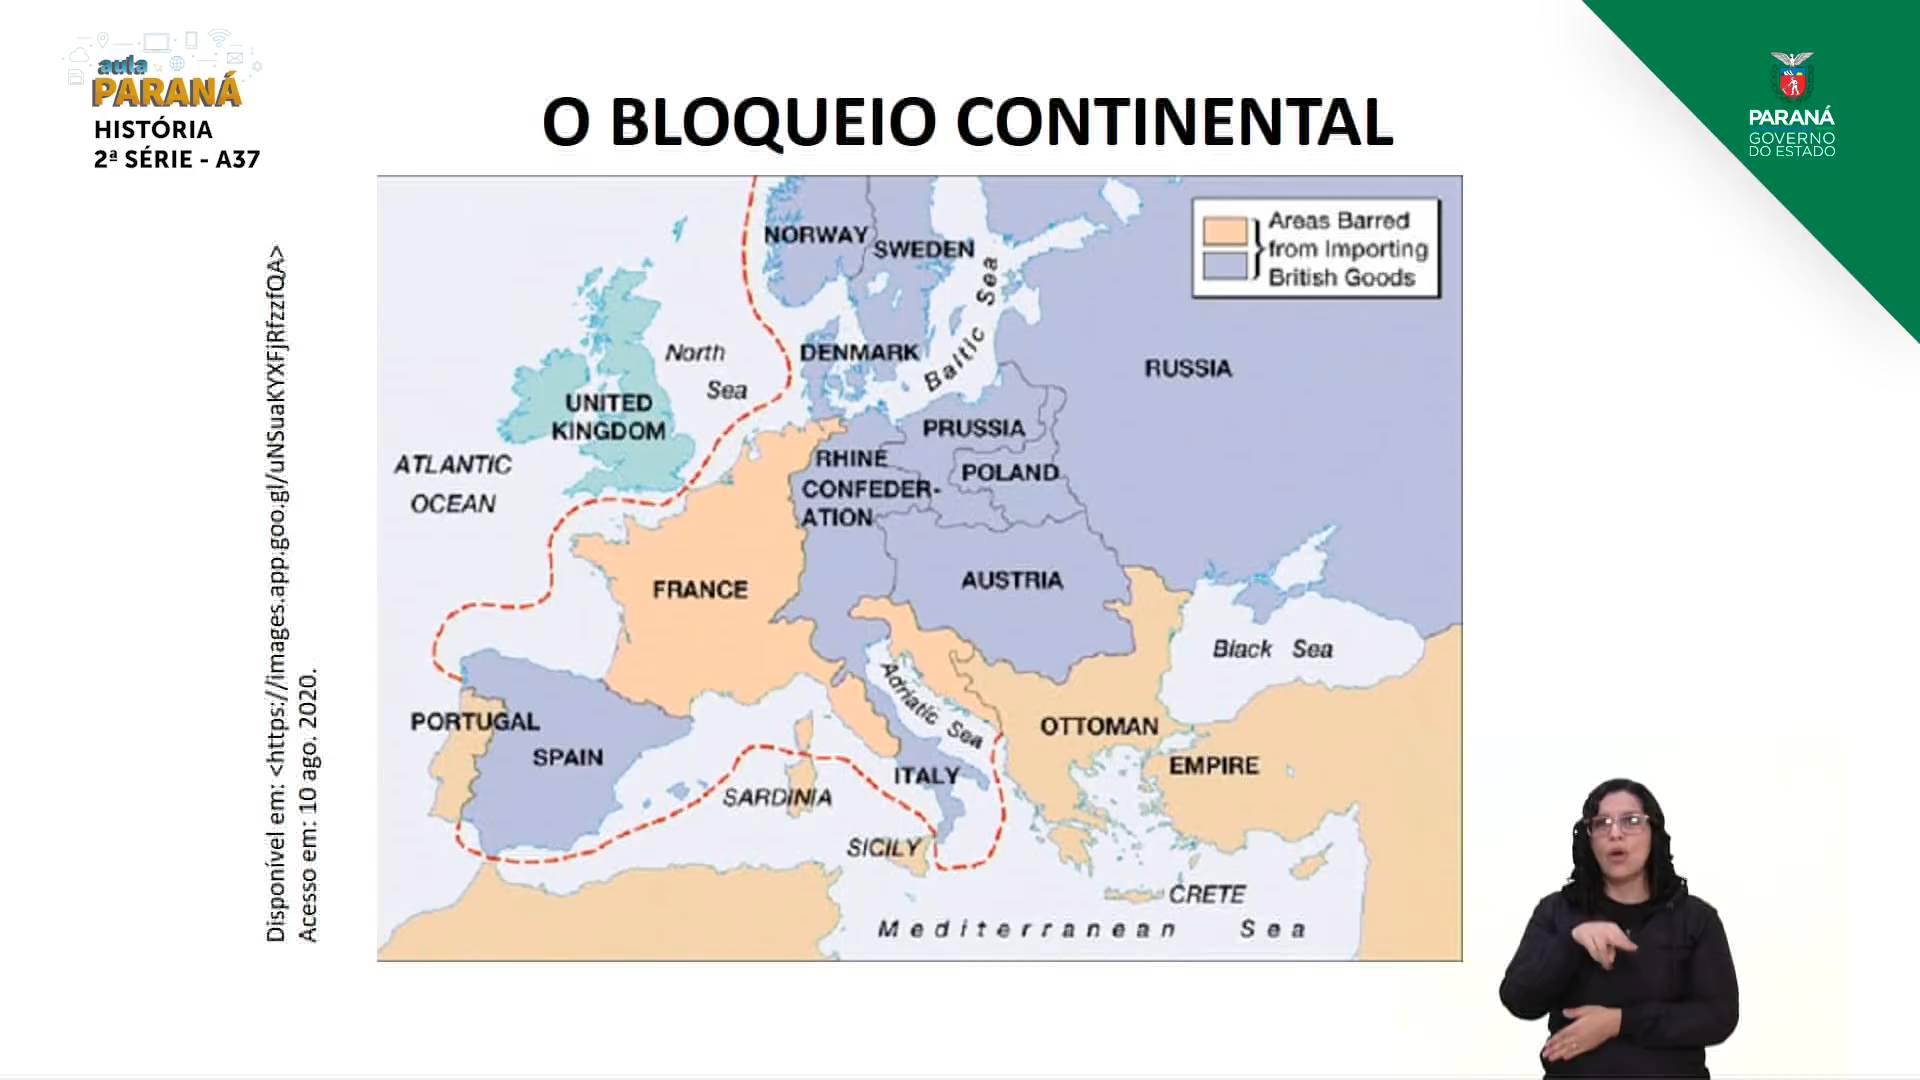 aula
PARANÁ
HISTÓRIA
2ª SÉRIE - A37
O BLOQUEIO CONTINENTAL
PARANÁ
GOVERNO
DO ESTADO
Disponível em: <https://images.app.goo.gl/uNSuaKYXFjRfzzfQA>
Acesso em: 10 ago. 2020.
Areas Barred
from Importing
British Goods
NORWAY
SWEDEN
Baltic Sea
North
Sea
DENMARK
RUSSIA
UNITED
KINGDOM
ATLANTIC
OCEAN
PRUSSIA
RHINE
CONFEDER-
ATION
POLAND
FRANCE
AUSTRIA
Black Sea
Adriatic Sea
PORTUGAL
SPAIN
OTTOMAN
EMPIRE
ITALY
SARDINIA
SICILY
CRETE
Mediterranean Sea